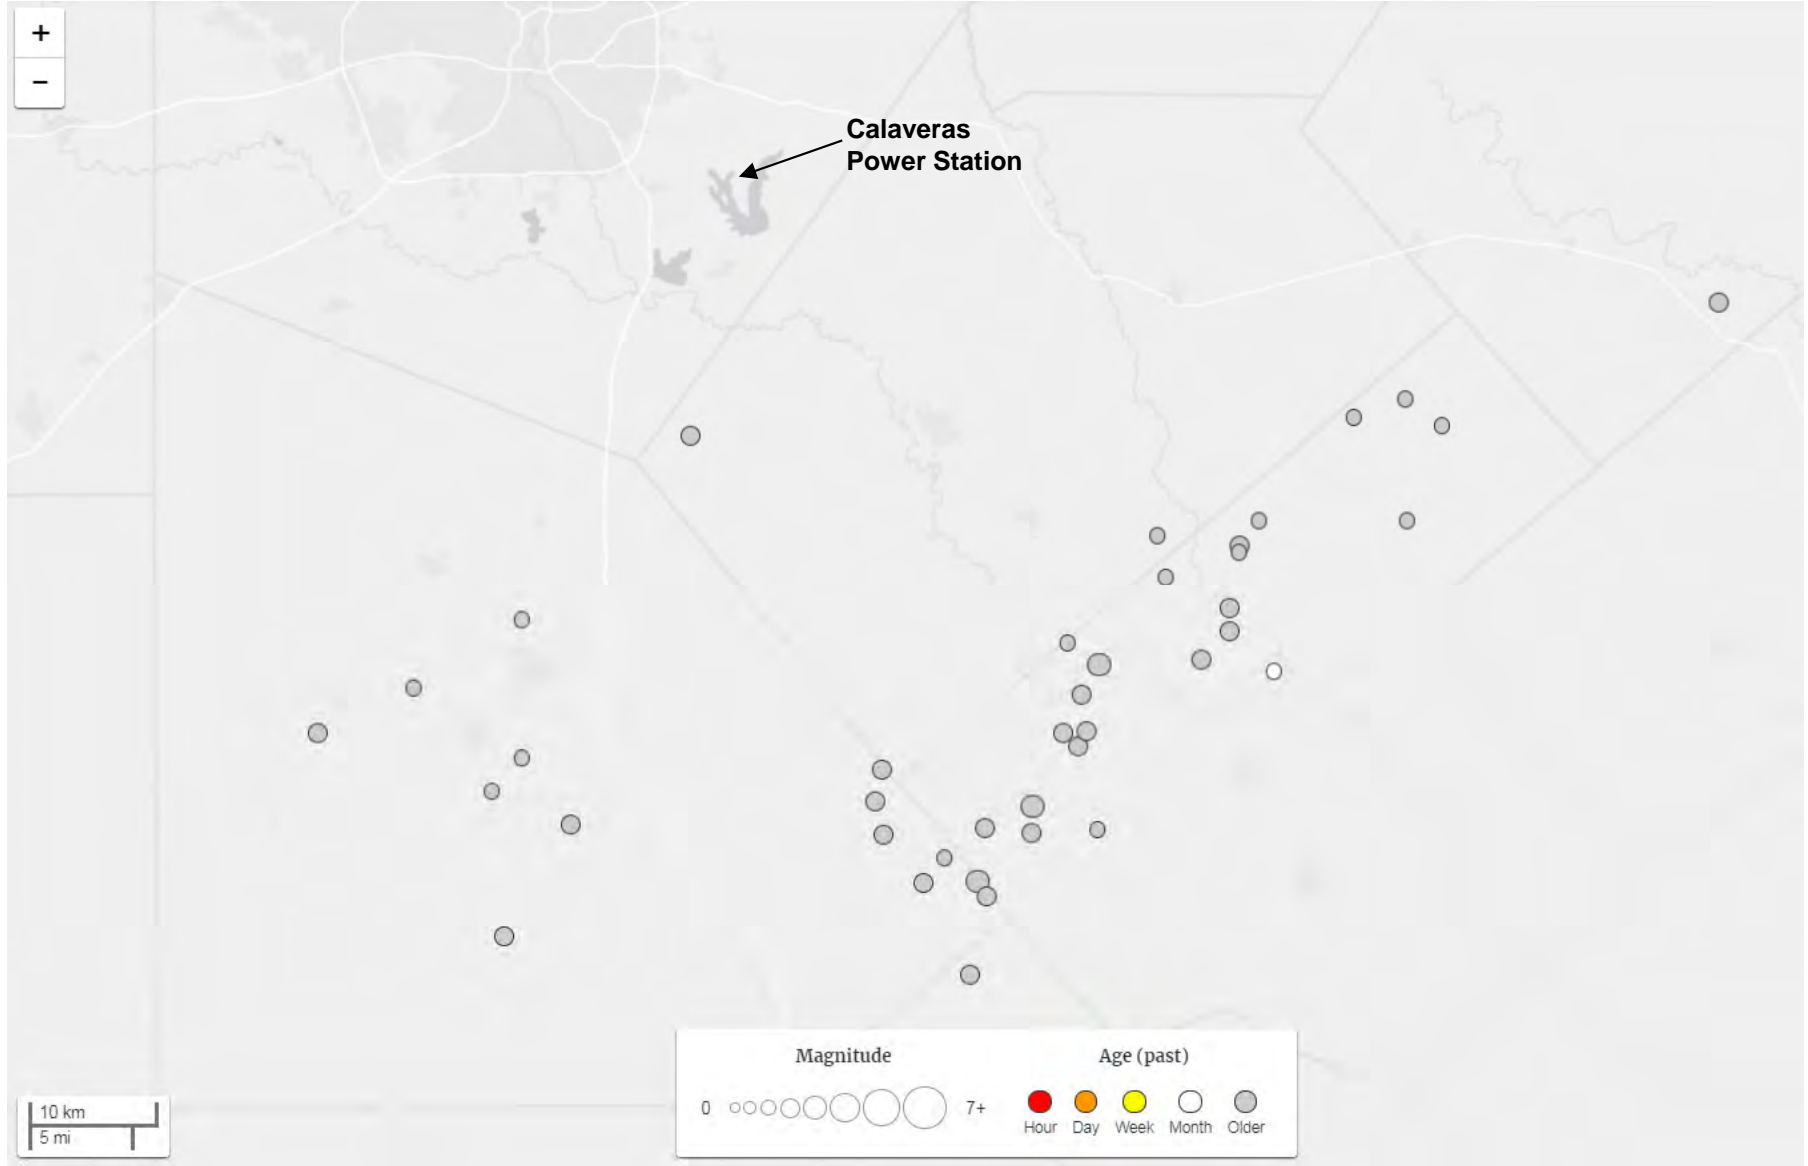 +
−
Calaveras
Power Station
Magnitude
0
7+
Age (past)
Hour
Day
Week
Month
Older
10 km
5 mi